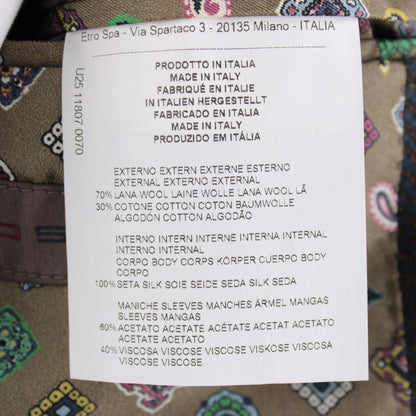 Etro Spa - Via Spartaco 3 - 20135 Milano - ITALIA
U25 11807 0070
PRODOTTO IN ITALIA
MADE IN ITALY
FABRIQUÉ EN ITALIE
IN ITALIEN HERGESTELLT
FABRICADO EN ITALIA
MADE IN ITALY
PRODUZIDO EM ITÁLIA
EXTERNO EXTERN EXTERNE ESTERNO
EXTERNAL EXTERNO EXTERNAL
70% LANA WOOL LAINE WOLLE LANA WOOL LÃ
30% COTONE COTTON COTON BAUMWOLLE
ALGODÓN COTTON ALGODÃO
INTERNO INTERN INTERNE INTERNA INTERNAL
INTERNO INTERNAL
CORPO BODY CORPS KÖRPER CUERPO BODY
CORPO
100% SETA SILK SOIE SEIDE SEDA SILK SEDA
MANICHE SLEEVES MANCHES ÄRMEL MANGAS
SLEEVES MANGAS
60% ACETATO ACETATE ACÉTATE ACETAT ACETATO
ACETATE ACETATO
40% VISCOSA VISCOSE VISCOSE VISKOSE VISCOSA
VISCOSE VISCOSE